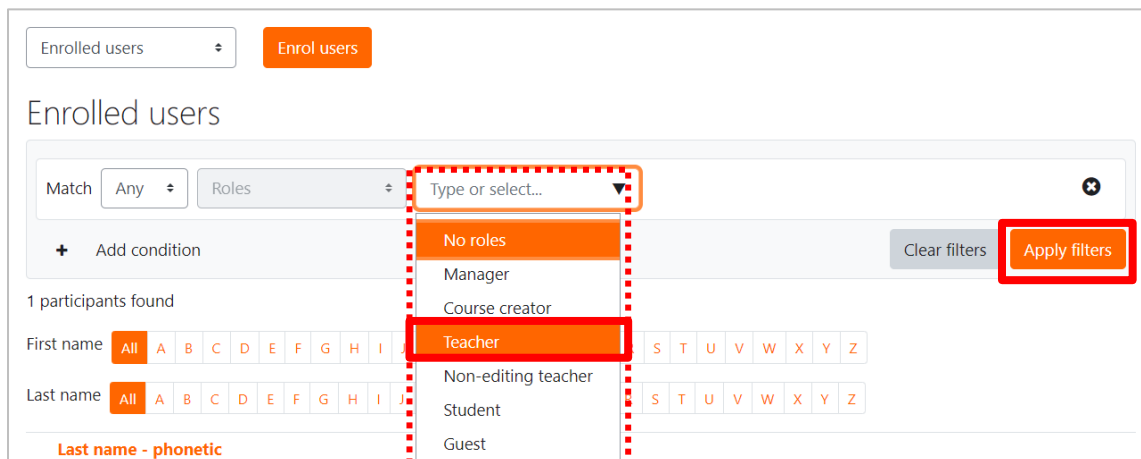 Enrolled users
Enrol users
Enrolled users
Match Any Roles Type or select...
No roles
Manager
Course creator
Teacher
Non-editing teacher
Student
Guest
+ Add condition
Clear filters Apply filters
1 participants found
First name All A B C D E F G H I J S T U V W X Y Z
Last name All A B C D E F G H I J S T U V W X Y Z
Last name - phonetic